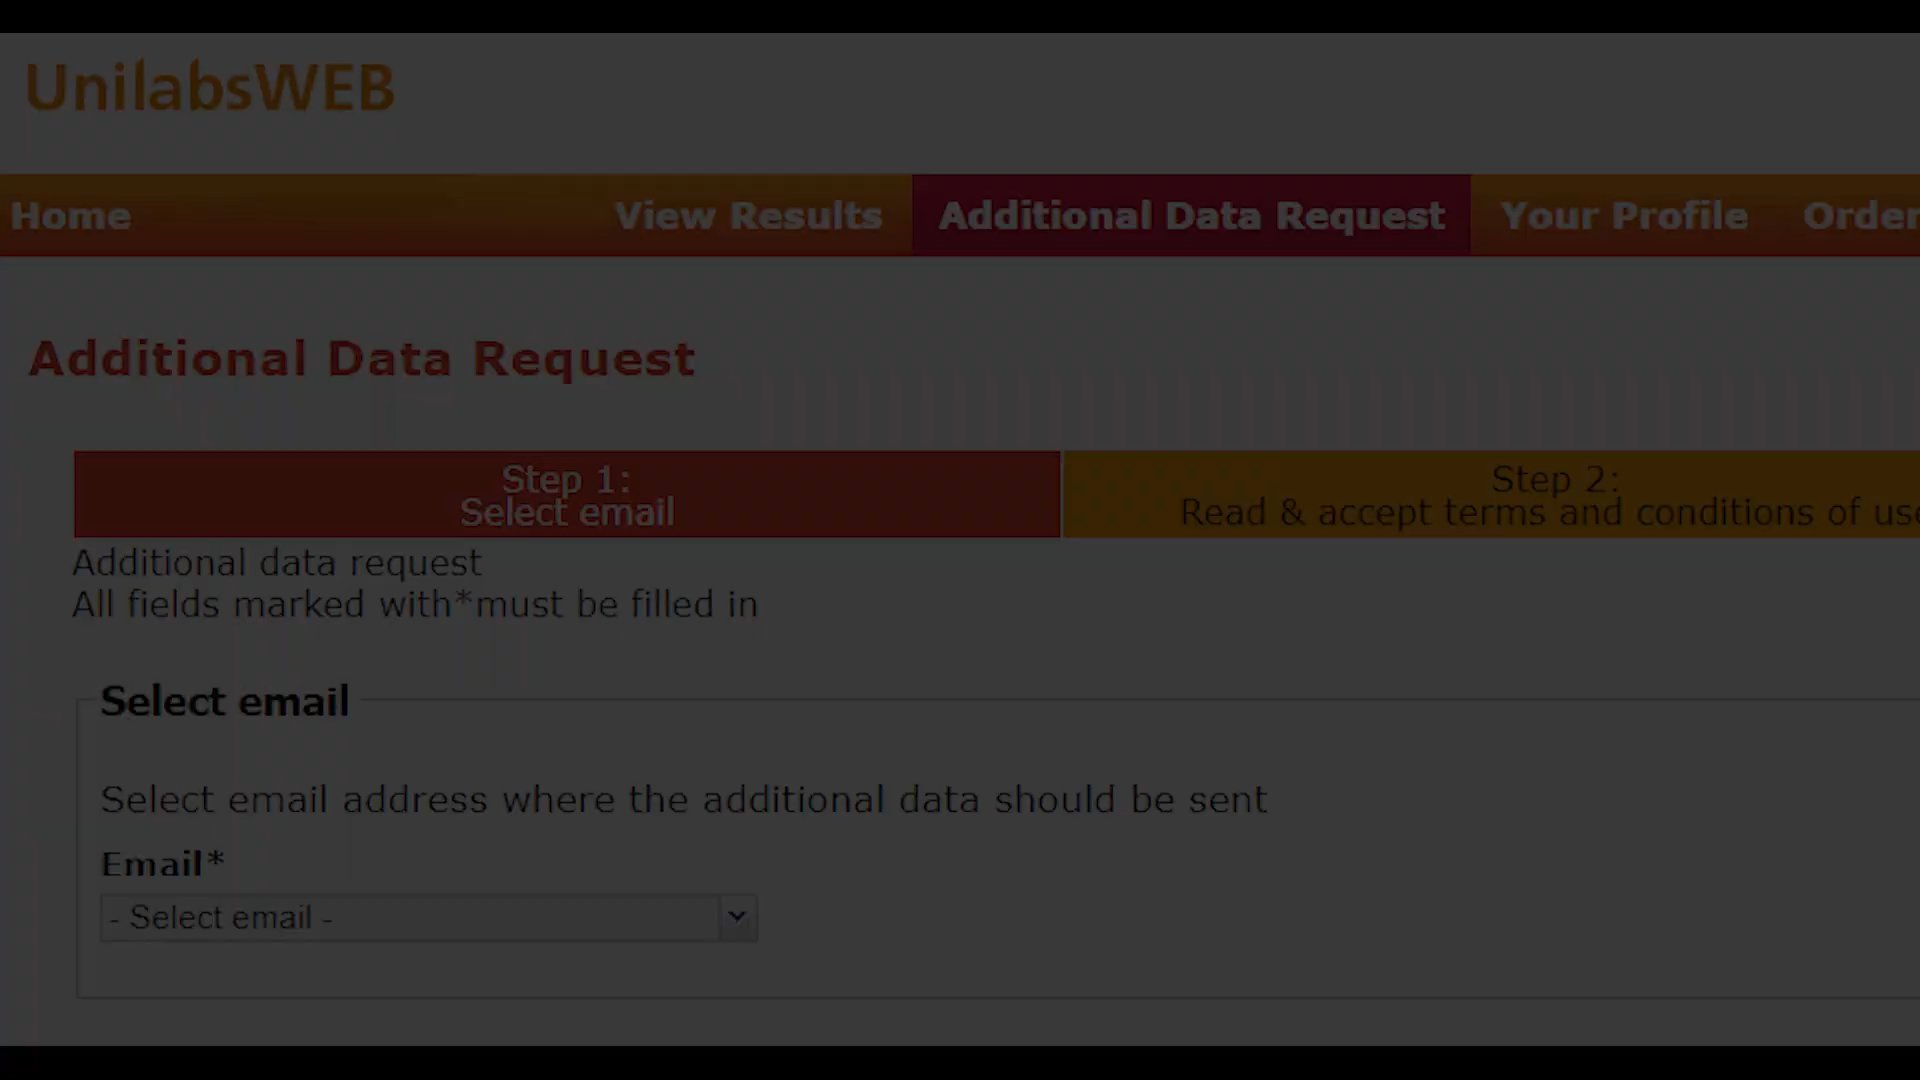 UnilabsWEB
Home View Results Additional Data Request Your Profile Order
Additional Data Request
Step 1:
Select email
Step 2:
Read & accept terms and conditions of use
Additional data request
All fields marked with*must be filled in
Select email
Select email address where the additional data should be sent
Email*
- Select email -